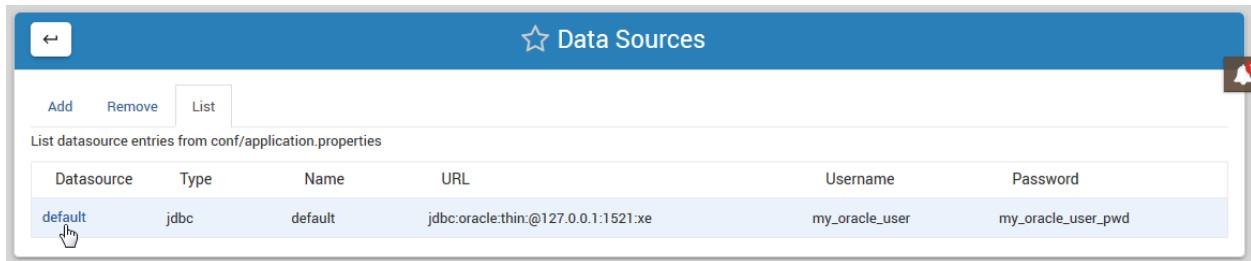 Data Sources
Add Remove List
List datasource entries from conf/application.properties
Datasource Type Name URL Username Password
default jdbc default jdbc:oracle:thin:@127.0.0.1:1521:xe my_oracle_user my_oracle_user_pwd